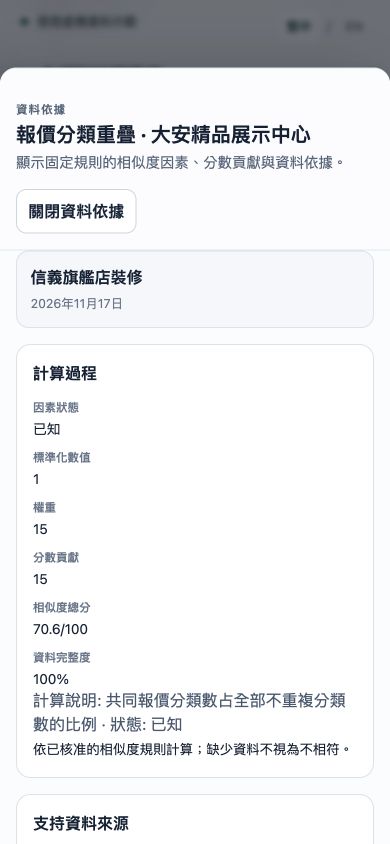 資料依據
報價分類重疊 · 大安精品展示中心
顯示固定規則的相似度因素、分數貢獻與資料依據。
關閉資料依據
信義旗艦店裝修
2026年11月17日
計算過程
因素狀態
已知
標準化數值
1
權重
15
分數貢獻
15
相似度總分
70.6/100
資料完整度
100%
計算說明: 共同報價分類數占全部不重複分類
數的比例 · 狀態: 已知
依已核准的相似度規則計算；缺少資料不視為不相符。
支持資料來源